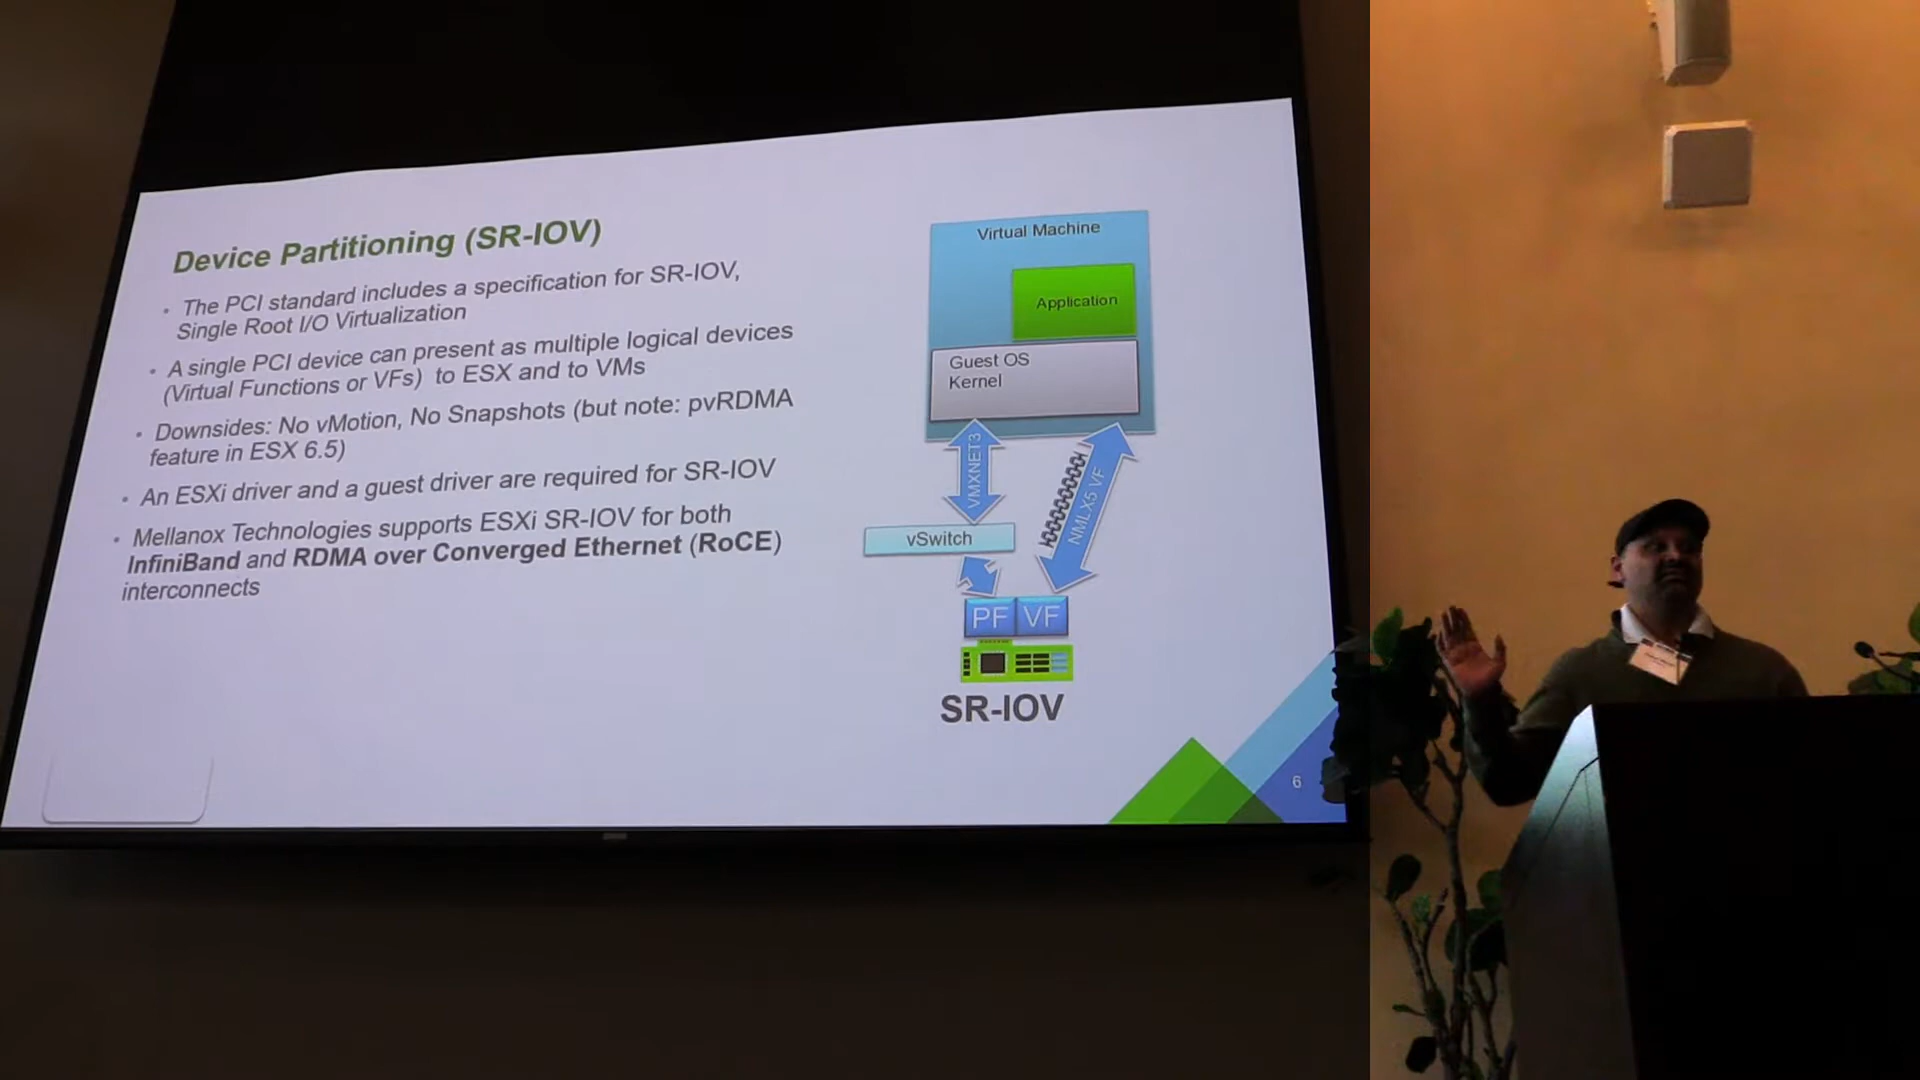 Device Partitioning (SR-IOV)
• The PCI standard includes a specification for SR-IOV,
Single Root I/O Virtualization
• A single PCI device can present as multiple logical devices
(Virtual Functions or VFs) to ESX and to VMs
• Downsides: No vMotion, No Snapshots (but note: pvRDMA
feature in ESX 6.5)
• An ESXi driver and a guest driver are required for SR-IOV
• Mellanox Technologies supports ESXi SR-IOV for both
InfiniBand and RDMA over Converged Ethernet (RoCE)
interconnects
Virtual Machine
Application
Guest OS
Kernel
VMXNET3
NMLX5 VF
vSwitch
PF
VF
SR-IOV
6